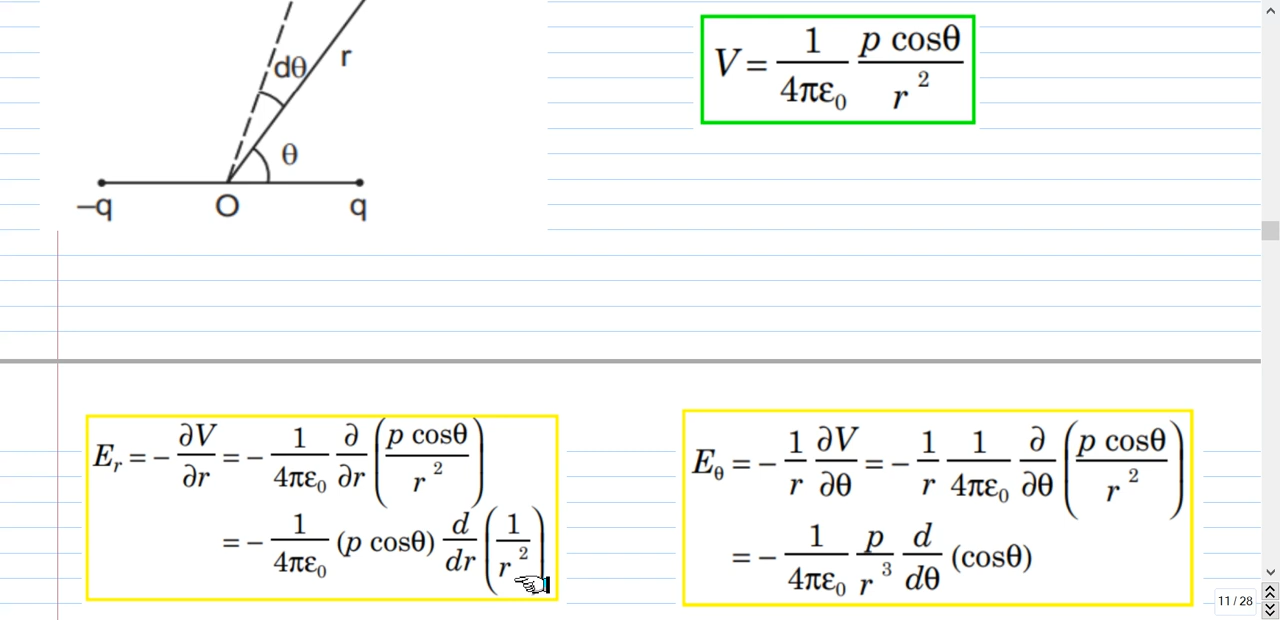 dθ r
θ
–q O q
V = 1/4πε₀ p cosθ/r²
Eᵣ = – ∂V/∂r = – 1/4πε₀ ∂/∂r (p cosθ/r²)
= – 1/4πε₀ (p cosθ) d/dr (1/r²)
E_θ = – 1/r ∂V/∂θ = – 1/r 1/4πε₀ ∂/∂θ (p cosθ/r²)
= – 1/4πε₀ p/r³ d/dθ (cosθ)
11 / 28